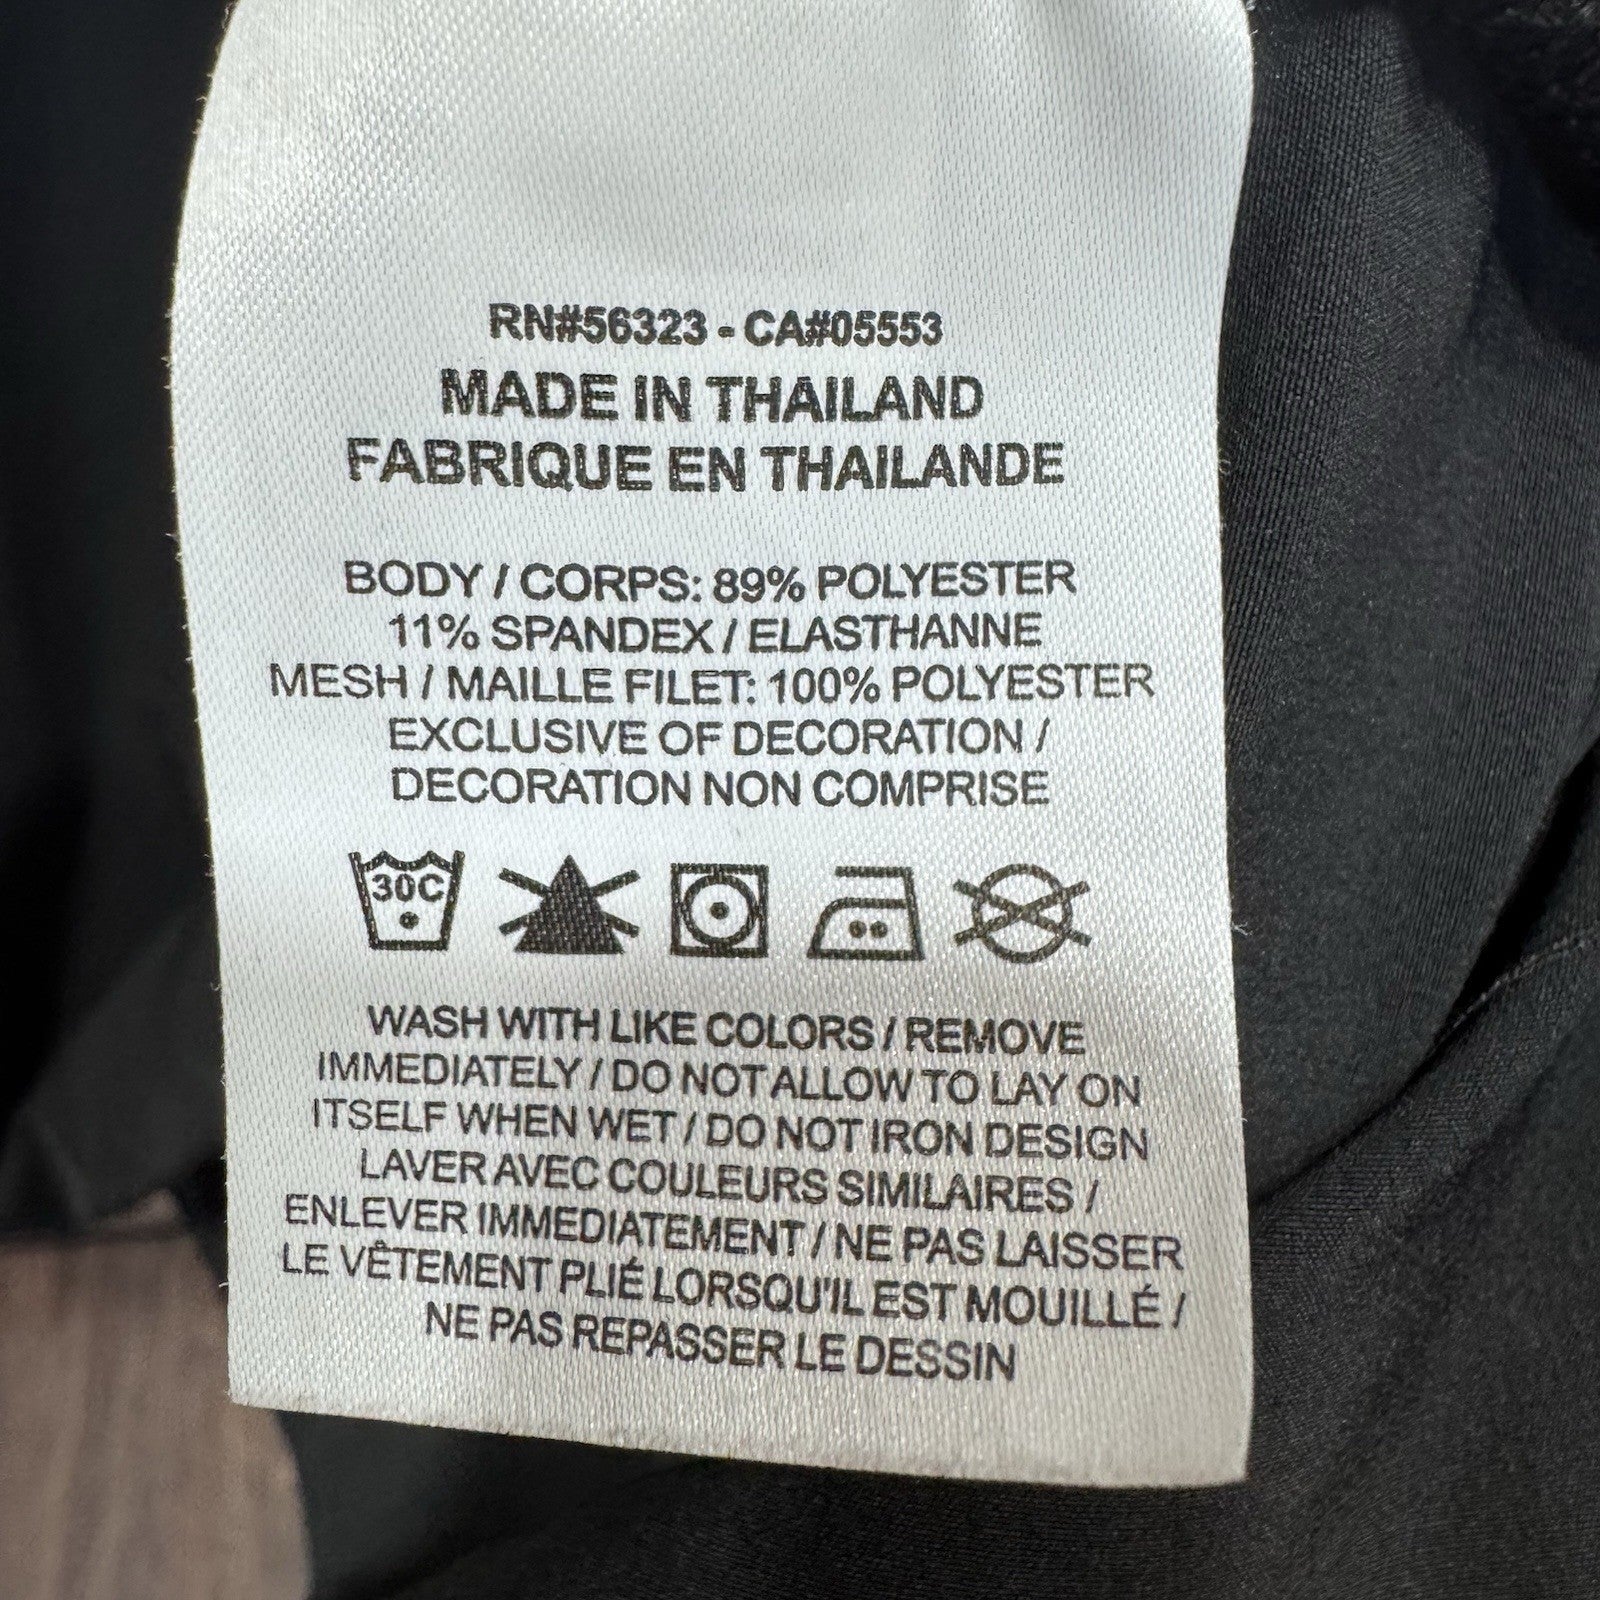 RN#56323 - CA#05553
MADE IN THAILAND
FABRIQUE EN THAILANDE
BODY / CORPS: 89% POLYESTER
11% SPANDEX / ELASTHANNE
MESH / MAILLE FILET: 100% POLYESTER
EXCLUSIVE OF DECORATION /
DECORATION NON COMPRISE
30C
WASH WITH LIKE COLORS / REMOVE
IMMEDIATELY / DO NOT ALLOW TO LAY ON
ITSELF WHEN WET / DO NOT IRON DESIGN
LAVER AVEC COULEURS SIMILAIRES /
ENLEVER IMMEDIATEMENT / NE PAS LAISSER
LE VÊTEMENT PLIÉ LORSQU'IL EST MOUILLÉ /
NE PAS REPASSER LE DESSIN